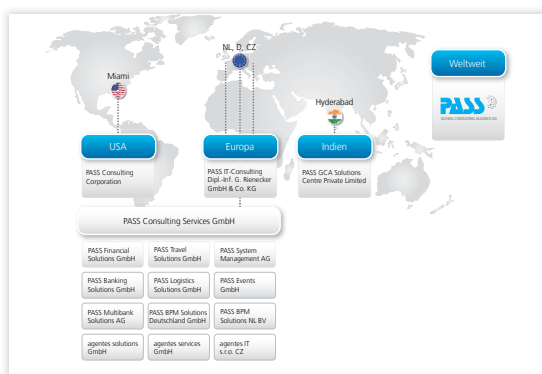 NL, D, CZ
Weltweit
Miami
Hyderabad
PASS
GLOBAL CONSULTING ALLIANCE AG
USA
Europa
Indien
PASS Consulting
Corporation
PASS IT-Consulting
Dipl.-Inf. G. Rienecker
GmbH & Co. KG
PASS GCA Solutions
Centre Private Limited
PASS Consulting Services GmbH
PASS Financial
Solutions GmbH
PASS Travel
Solutions GmbH
PASS System
Management AG
PASS Banking
Solutions GmbH
PASS Logistics
Solutions GmbH
PASS Events
GmbH
PASS Multibank
Solutions AG
PASS BPM Solutions
Deutschland GmbH
PASS BPM
Solutions NL BV
agentes solutions
GmbH
agentes services
GmbH
agentes IT
s.r.o. CZ